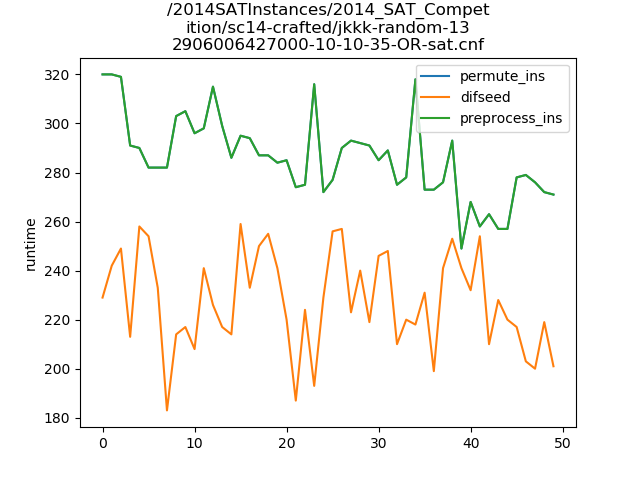 /2014SATInstances/2014_SAT_Compet
ition/sc14-crafted/jkkk-random-13
2906006427000-10-10-35-OR-sat.cnf
320
300
280
260
240
220
200
180
runtime
permute_ins
difseed
preprocess_ins
0
10
20
30
40
50